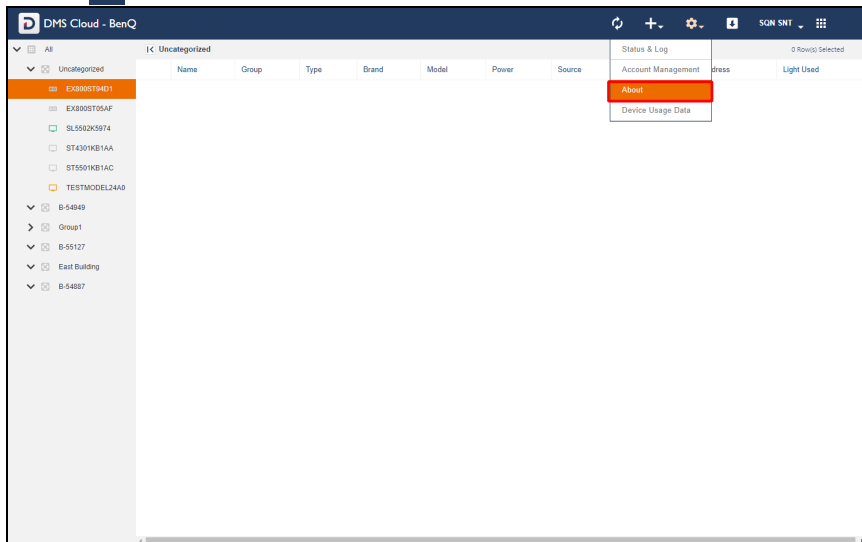 DMS Cloud - BenQ
SQN SNT
All
Uncategorized
EX800ST94D1
EX800ST05AF
SL5502K5974
ST4301KB1AA
ST5501KB1AC
TESTMODEL24A0
B-54949
Group1
B-55127
East Building
B-54887
Uncategorized
0 Row(s) Selected
Name Group Type Brand Model Power Source dress Light Used
Status & Log
Account Management
About
Device Usage Data